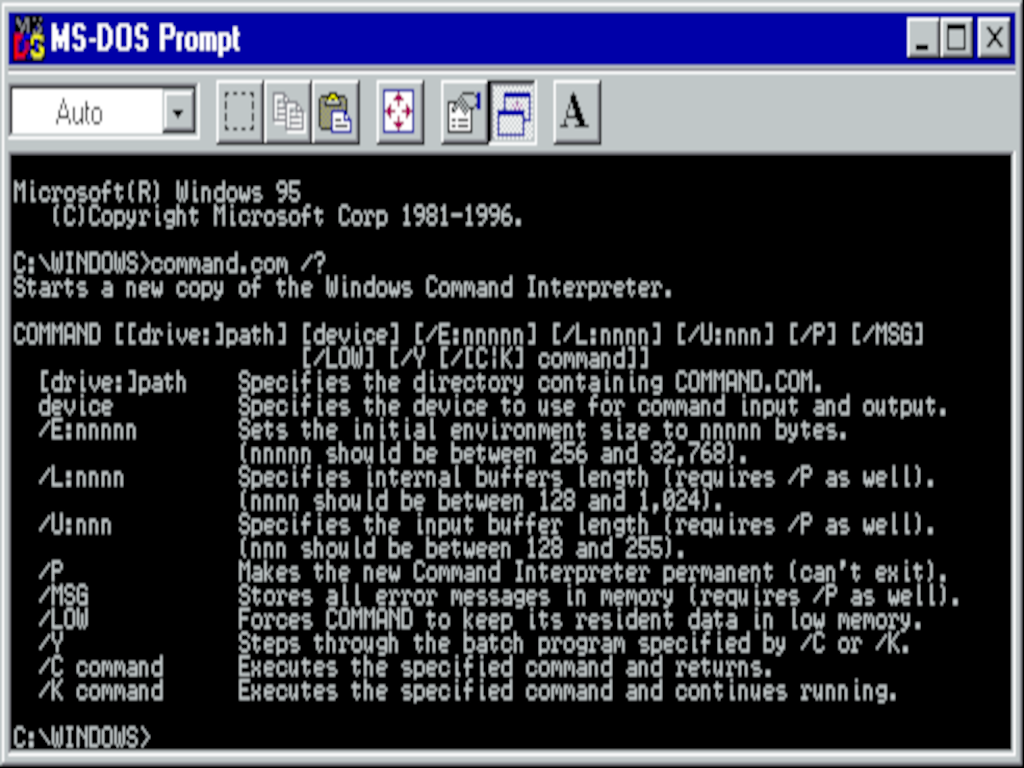 MS-DOS Prompt
Auto
A
Microsoft(R) Windows 95
(C)Copyright Microsoft Corp 1981-1996.
C:\WINDOWS>command.com /?
Starts a new copy of the Windows Command Interpreter.
COMMAND [[drive:]path] [device] [/E:nnnnn] [/L:nnnn] [/U:nnn] [/P] [/MSG]
[/LOW] [/Y [/[C|K] command]]
[drive:]path Specifies the directory containing COMMAND.COM.
device Specifies the device to use for command input and output.
/E:nnnnn Sets the initial environment size to nnnnn bytes.
(nnnnn should be between 256 and 32,768).
/L:nnnn Specifies internal buffers length (requires /P as well).
(nnnn should be between 128 and 1,024).
/U:nnn Specifies the input buffer length (requires /P as well).
(nnn should be between 128 and 255).
/P Makes the new Command Interpreter permanent (can't exit).
/MSG Stores all error messages in memory (requires /P as well).
/LOW Forces COMMAND to keep its resident data in low memory.
/Y Steps through the batch program specified by /C or /K.
/C command Executes the specified command and returns.
/K command Executes the specified command and continues running.
C:\WINDOWS>